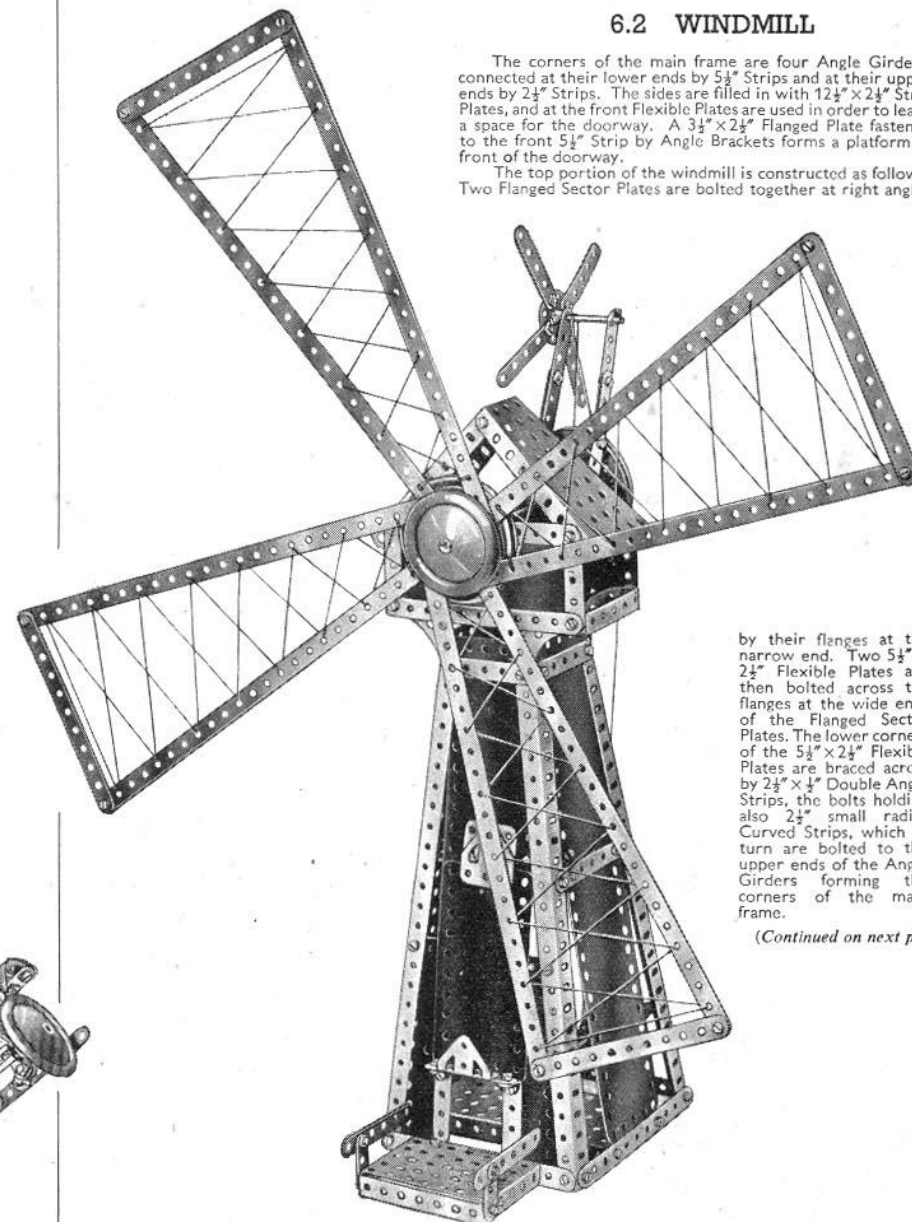 6.2 WINDMILL
The corners of the main frame are four Angle Girde
connected at their lower ends by 5½″ Strips and at their upp
ends by 2½″ Strips. The sides are filled in with 12½″×2½″ Str
Plates, and at the front Flexible Plates are used in order to lea
a space for the doorway. A 3½″×2½″ Flanged Plate fasten
to the front 5½″ Strip by Angle Brackets forms a platform
front of the doorway.
The top portion of the windmill is constructed as follow
Two Flanged Sector Plates are bolted together at right angl
by their flanges at th
narrow end. Two 5½″
2½″ Flexible Plates a
then bolted across t
flanges at the wide en
of the Flanged Sect
Plates. The lower corne
of the 5½″×2½″ Flexib
Plates are braced acro
by 2½″×½″ Double Ang
Strips, the bolts holdi
also 2½″ small radi
Curved Strips, which
turn are bolted to th
upper ends of the Ang
Girders forming th
corners of the ma
frame.
(Continued on next p